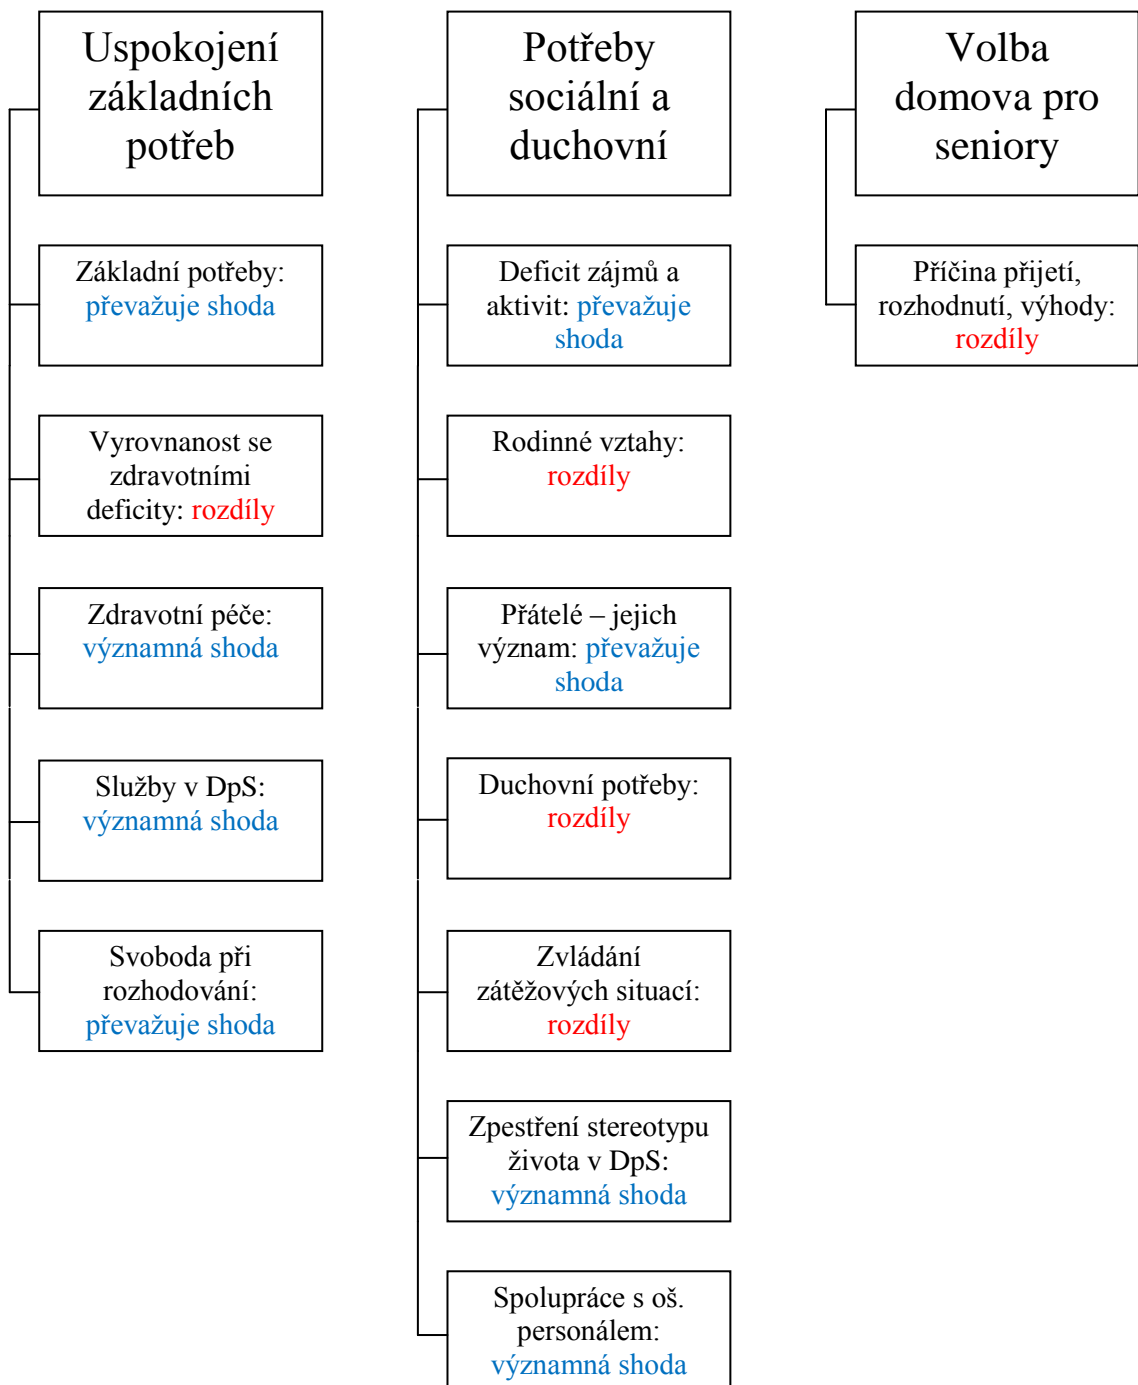 Uspokojení
základních
potřeb
Základní potřeby:
převažuje shoda
Vyrovnanost se
zdravotními
deficity: rozdíly
Zdravotní péče:
významná shoda
Služby v DpS:
významná shoda
Svoboda při
rozhodování:
převažuje shoda
Potřeby
sociální a
duchovní
Deficit zájmů a
aktivit: převažuje
shoda
Rodinné vztahy:
rozdíly
Přátelé – jejich
význam: převažuje
shoda
Duchovní potřeby:
rozdíly
Zvládání
zátěžových situací:
rozdíly
Zpestření stereotypu
života v DpS:
významná shoda
Spolupráce s oš.
personálem:
významná shoda
Volba
domova pro
seniory
Příčina přijetí,
rozhodnutí, výhody:
rozdíly